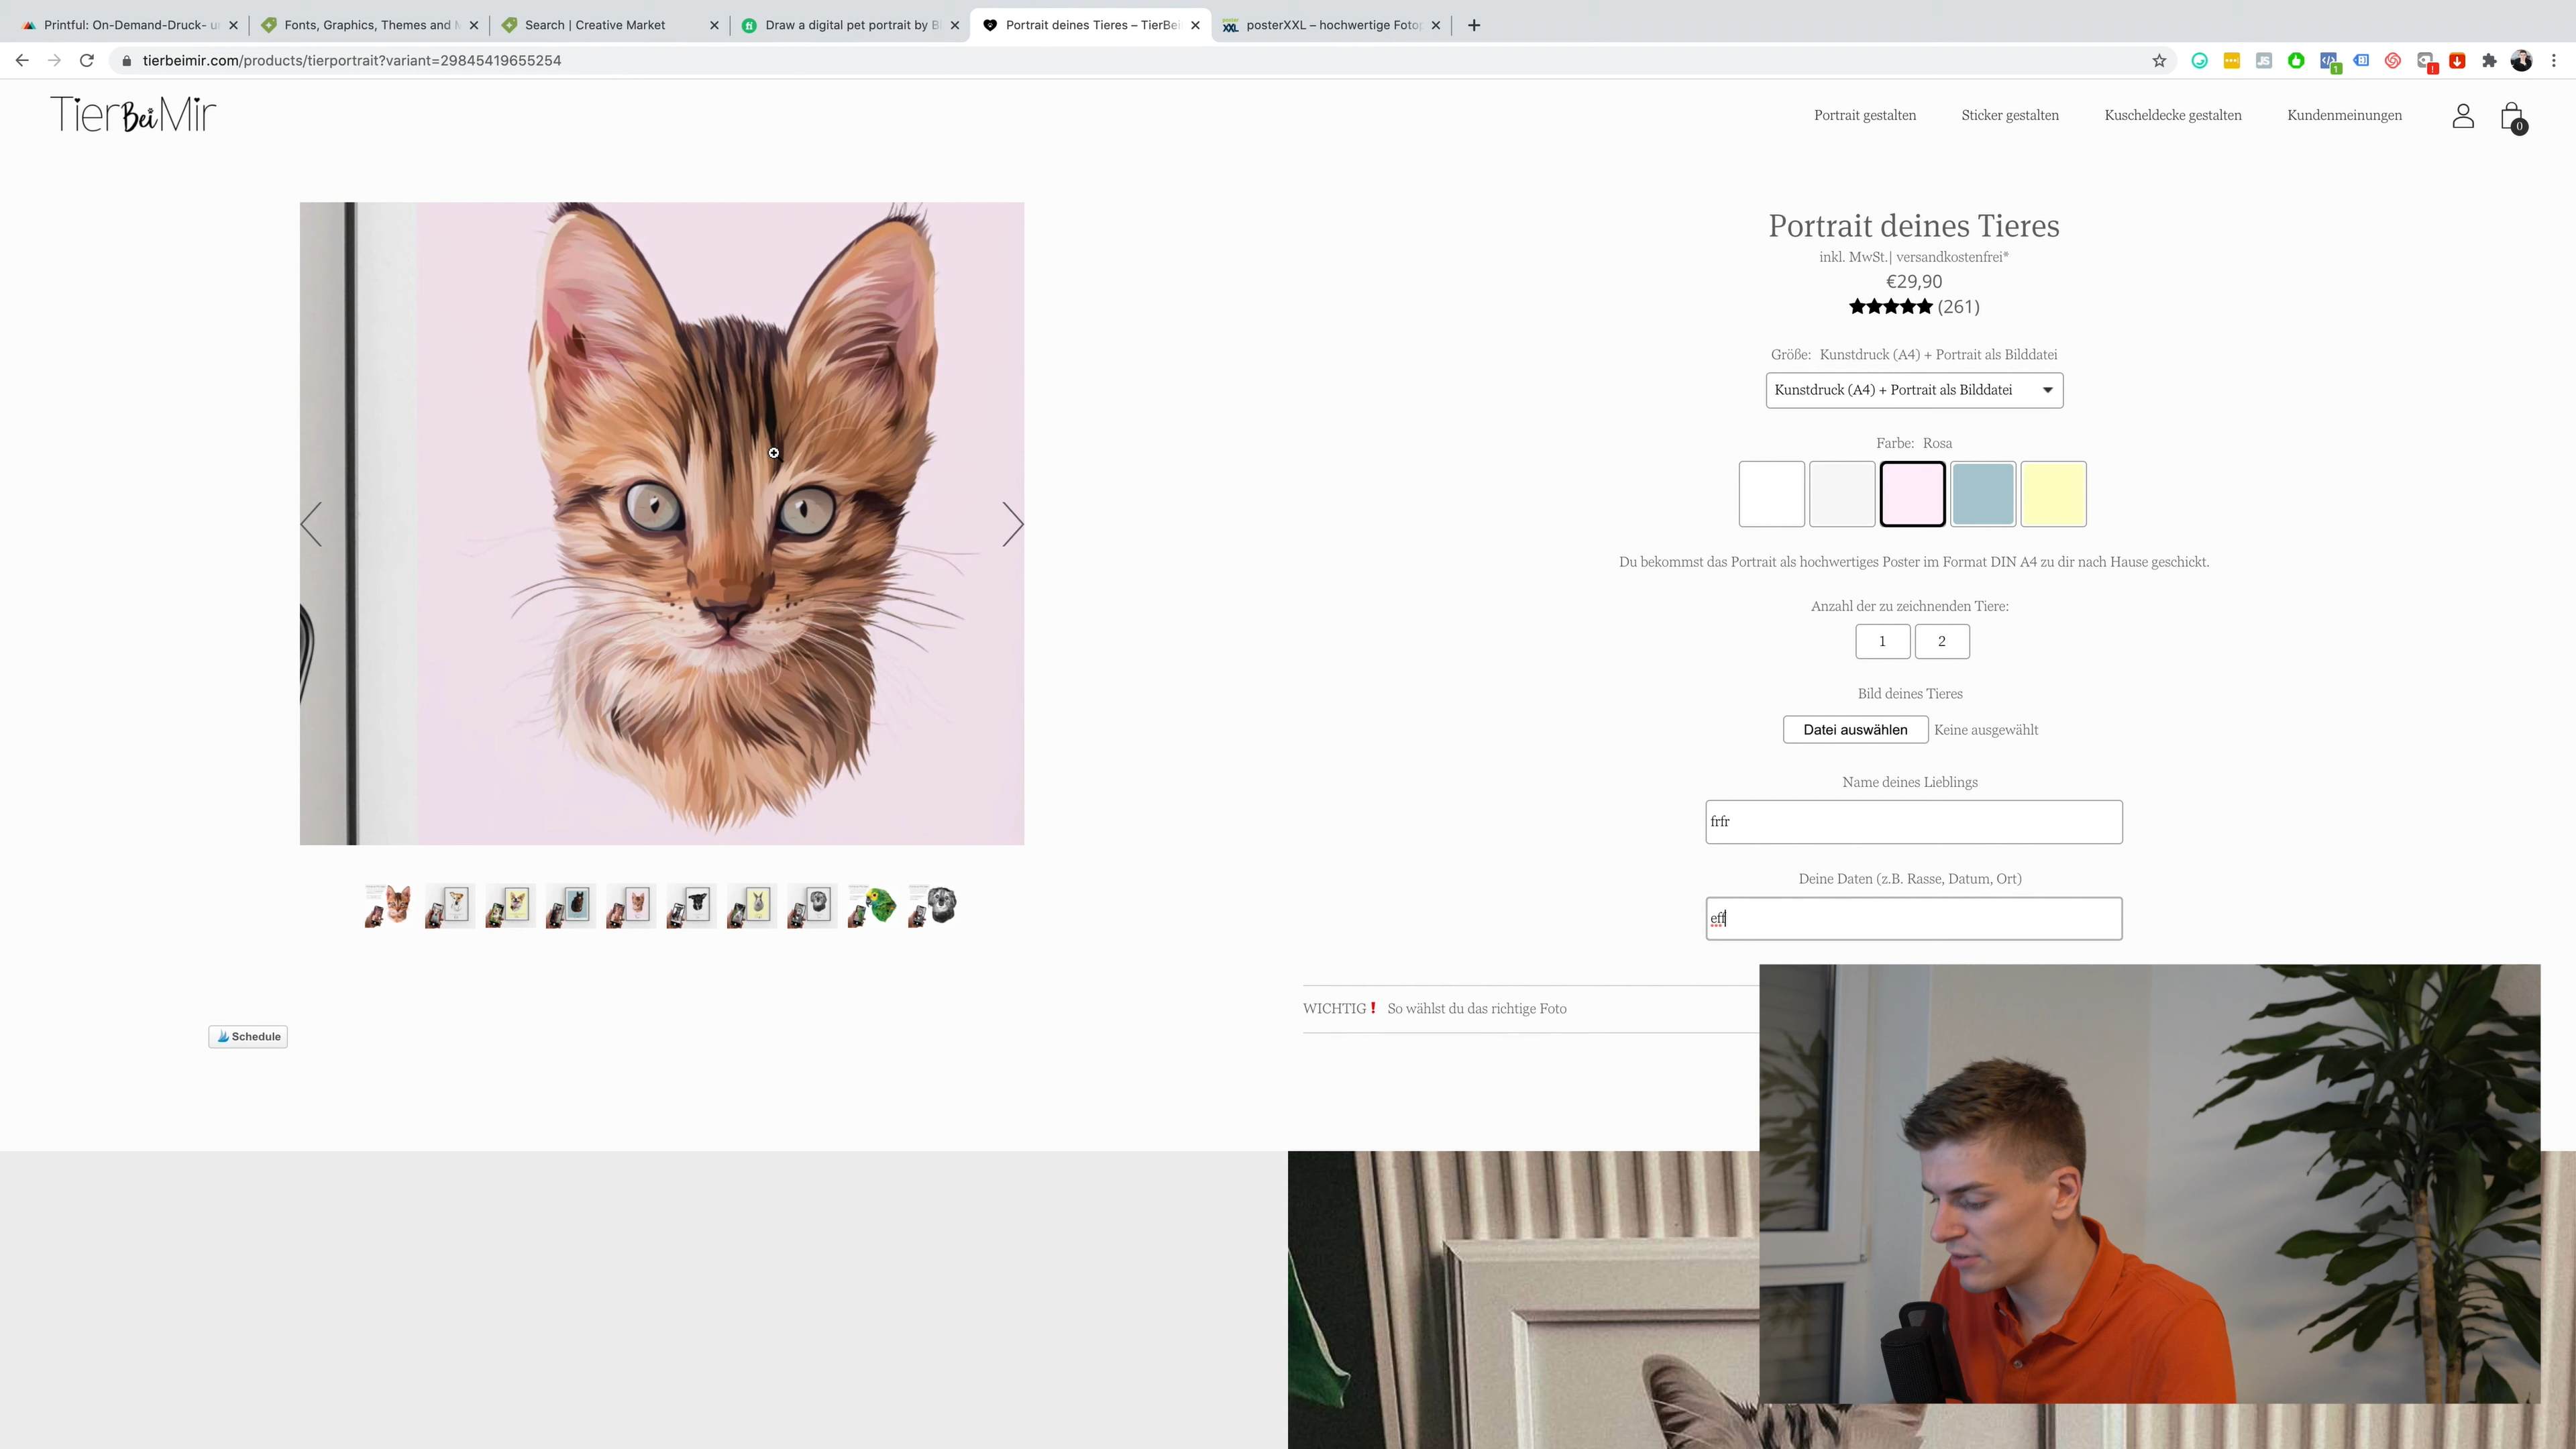 Printful: On-Demand-Druck- u
Fonts, Graphics, Themes and M
Search | Creative Market
Draw a digital pet portrait by B
Portrait deines Tieres – TierBei
posterXXL – hochwertige Fotop
tierbeimir.com/products/tierportrait?variant=29845419655254
TierBeiMir
Portrait gestalten
Sticker gestalten
Kuscheldecke gestalten
Kundenmeinungen
0
Portrait deines Tieres
inkl. MwSt.| versandkostenfrei*
€29,90
★★★★★ (261)
Größe: Kunstdruck (A4) + Portrait als Bilddatei
Kunstdruck (A4) + Portrait als Bilddatei
Farbe: Rosa
Du bekommst das Portrait als hochwertiges Poster im Format DIN A4 zu dir nach Hause geschickt.
Anzahl der zu zeichnenden Tiere:
1 2
Bild deines Tieres
Datei auswählen Keine ausgewählt
Name deines Lieblings
frfr
Deine Daten (z.B. Rasse, Datum, Ort)
eff
WICHTIG❗ So wählst du das richtige Foto
Schedule